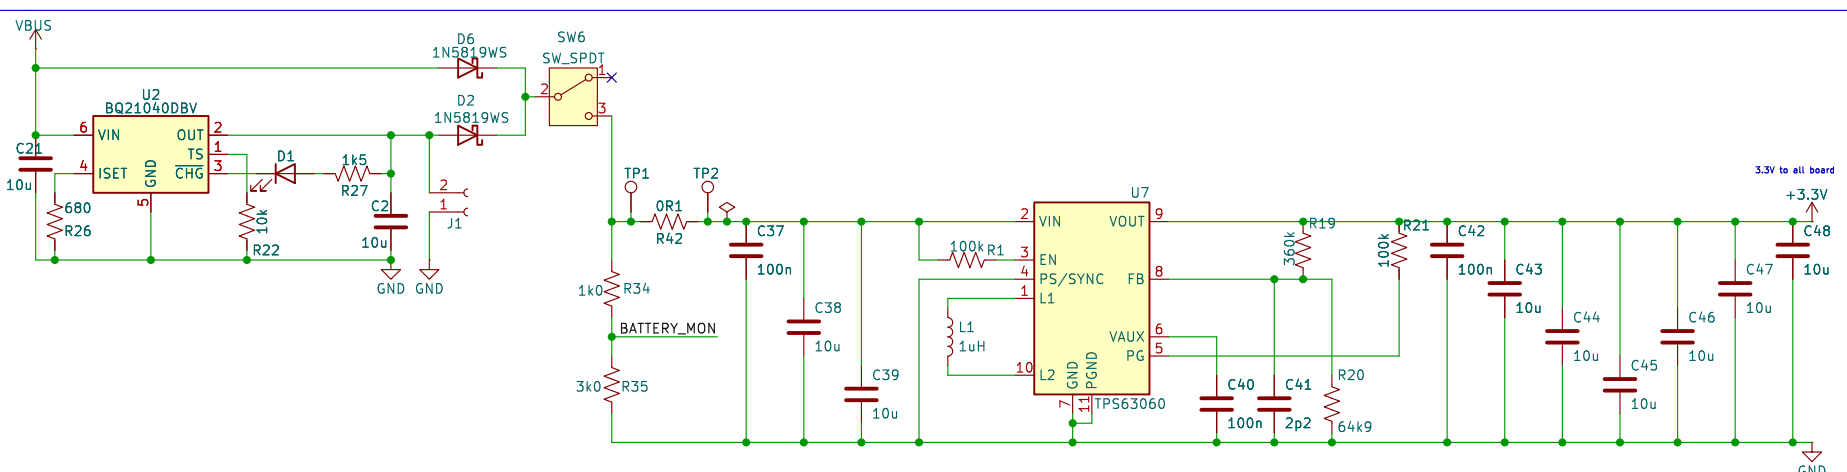 VBUS
D6
1N5819WS
SW6
SW_SPDT
1
2
3
U2
BQ21040DBV
D2
1N5819WS
6 VIN OUT 2
TS 1
4 ISET CHG 3
GND
5
C21
10u
680
R26
10k
R22
D1
1k5
R27
C2
10u
2
1
J1
GND
GND
TP1
0R1
R42
TP2
C37
100n
1k0 R34
BATTERY_MON
3k0 R35
C38
10u
C39
10u
100k R1
L1
1uH
U7
2 VIN VOUT 9
3 EN
4 PS/SYNC FB 8
1 L1
VAUX 6
PG 5
10 L2
GND
PGND
7
11
TPS63060
R19
360k
R21
100k
C40
100n
C41
2p2
R20
64k9
C42
100n
C43
10u
C44
10u
C45
10u
C46
10u
C47
10u
3.3V to all board
+3.3V
C48
10u
GND